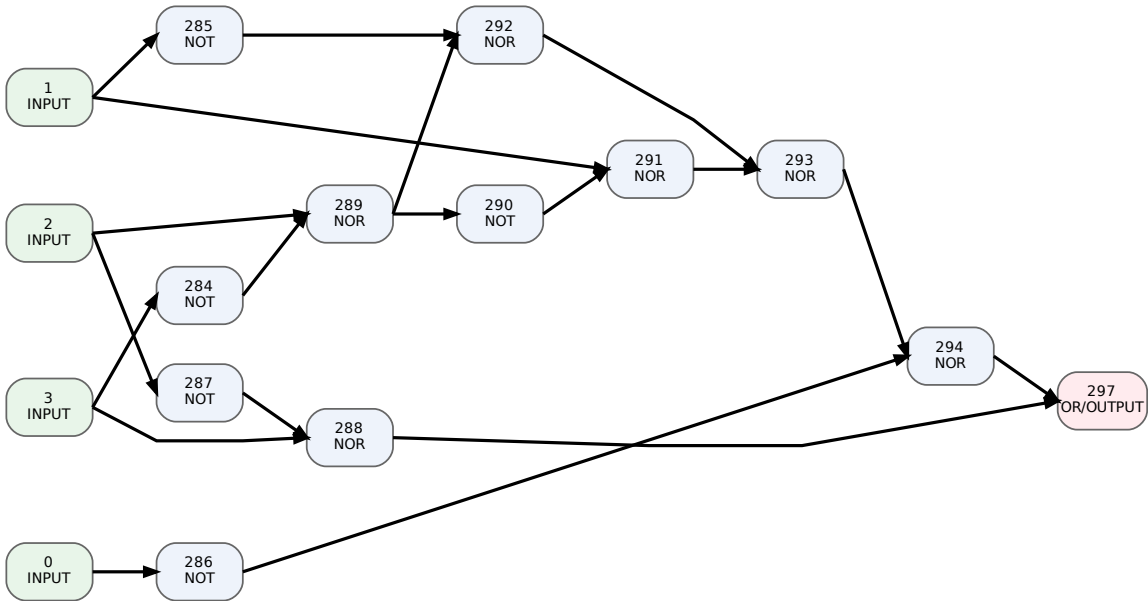 285
NOT
292
NOR
1
INPUT
291
NOR
293
NOR
2
INPUT
289
NOR
290
NOT
284
NOT
294
NOR
3
INPUT
287
NOT
288
NOR
297
OR/OUTPUT
0
INPUT
286
NOT